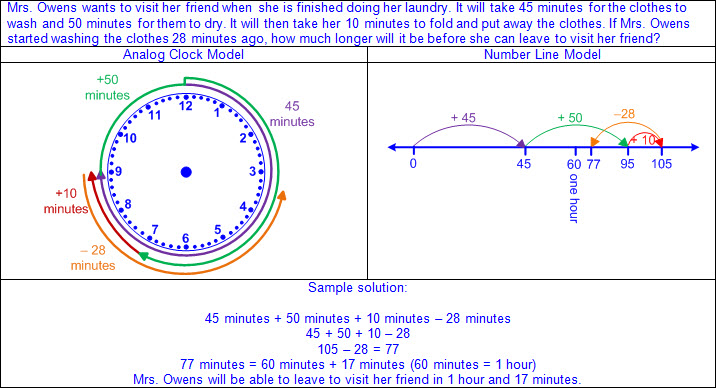 Mrs. Owens wants to visit her friend when she is finished doing her laundry. It will take 45 minutes for the clothes to
wash and 50 minutes for them to dry. It will then take her 10 minutes to fold and put away the clothes. If Mrs. Owens
started washing the clothes 28 minutes ago, how much longer will it be before she can leave to visit her friend?
Analog Clock Model
+50
minutes
45
minutes
+10
minutes
– 28
minutes
12
1
2
3
4
5
6
7
8
9
10
11
Number Line Model
+ 45
+ 50
–28
+ 10
0
45
60
77
95
105
one hour
Sample solution:
45 minutes + 50 minutes + 10 minutes – 28 minutes
45 + 50 + 10 – 28
105 – 28 = 77
77 minutes = 60 minutes + 17 minutes (60 minutes = 1 hour)
Mrs. Owens will be able to leave to visit her friend in 1 hour and 17 minutes.